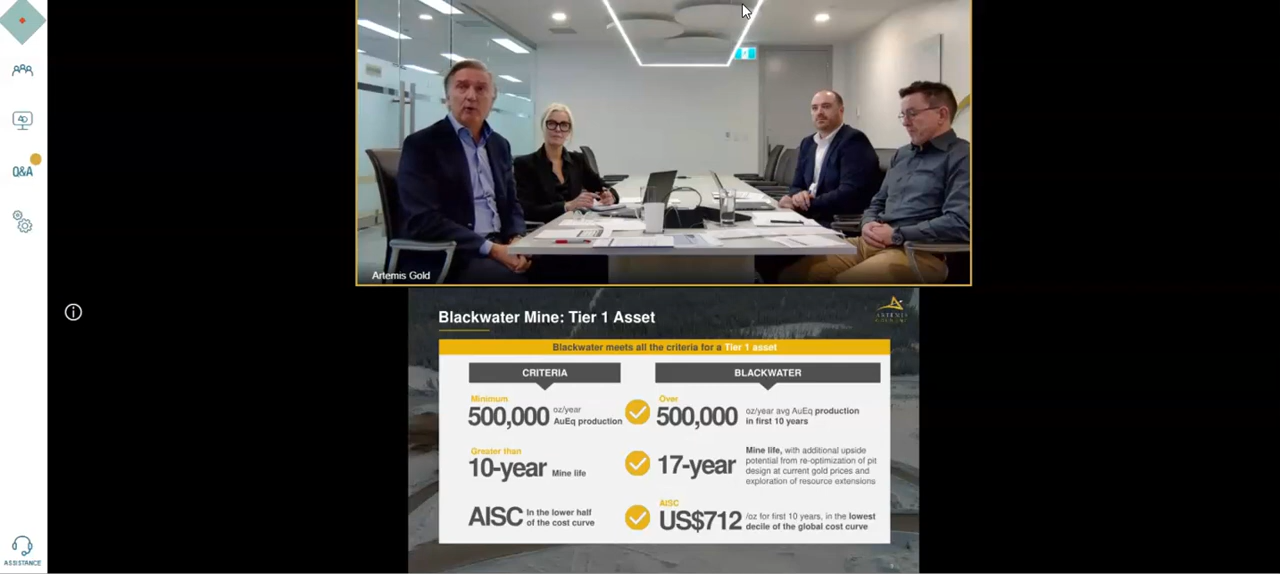 Q&A
ASSISTANCE
Artemis Gold
Blackwater Mine: Tier 1 Asset
Blackwater meets all the criteria for a Tier 1 asset
CRITERIA
BLACKWATER
Minimum
500,000 oz/year
AuEq production
Over
500,000 oz/year avg AuEq production
in first 10 years
Greater than
10-year Mine life
17-year
Mine life, with additional upside
potential from re-optimization of pit
design at current gold prices and
exploration of resource extensions
AISC In the lower half
of the cost curve
AISC
US$712 /oz for first 10 years, in the lowest
decile of the global cost curve